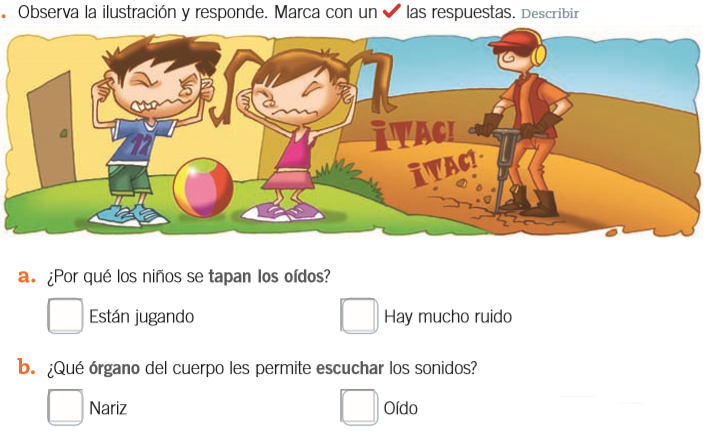 Observa la ilustración y responde. Marca con un ✓ las respuestas. Describir
12
¡TAC!
¡TAC!
a. ¿Por qué los niños se tapan los oídos?
Están jugando
Hay mucho ruido
b. ¿Qué órgano del cuerpo les permite escuchar los sonidos?
Nariz
Oído